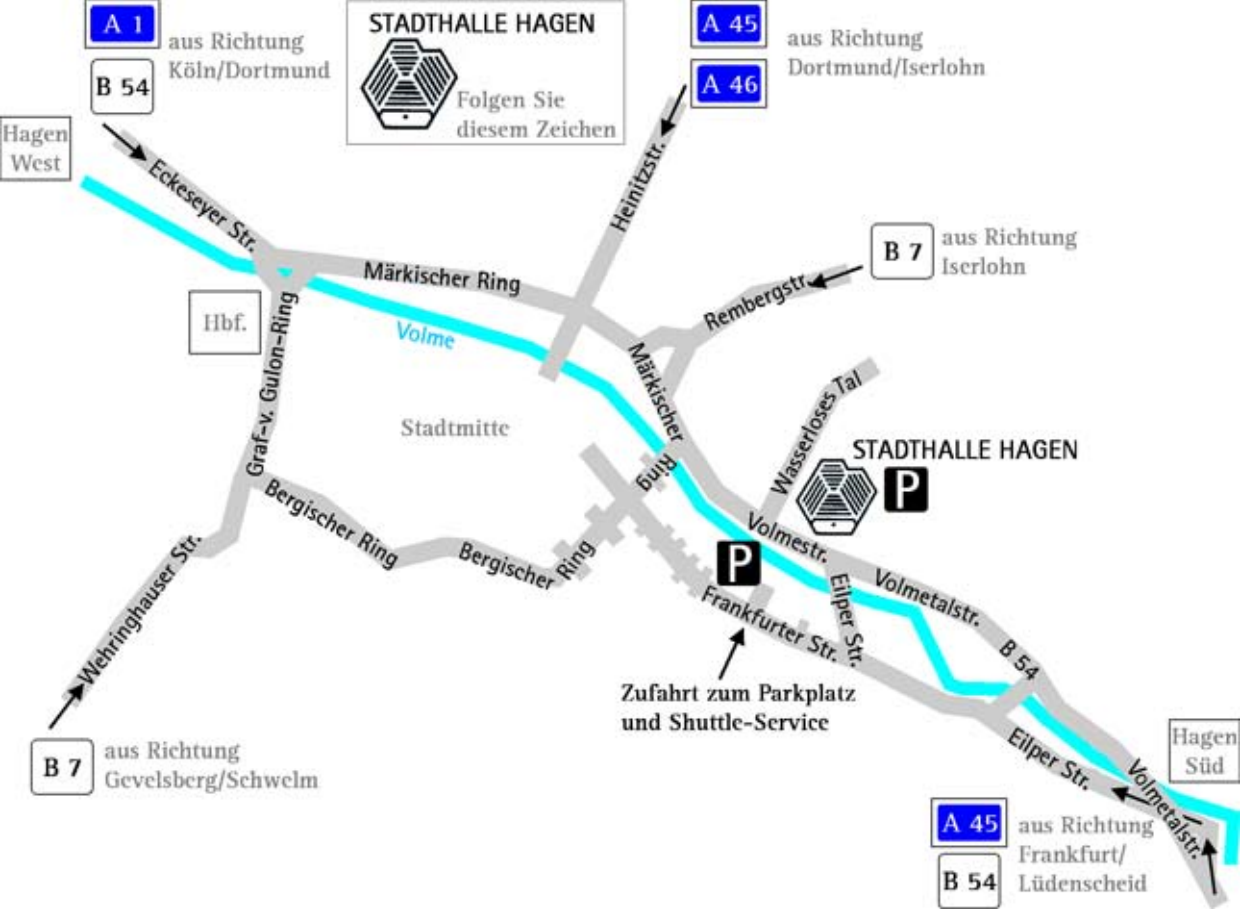 A 1
B 54
aus Richtung
Köln/Dortmund
STADTHALLE HAGEN
Folgen Sie
diesem Zeichen
A 45
A 46
aus Richtung
Dortmund/Iserlohn
Hagen
West
Eckeseyer Str.
Heinitzstr.
B 7
aus Richtung
Iserlohn
Märkischer Ring
Rembergstr.
Hbf.
Volme
Graf-v. Gulon-Ring
Märkischer
Ring
Wasserloses Tal
Stadtmitte
STADTHALLE HAGEN
P
Bergischer Ring
Bergischer
Ring
Volmestr.
P
Wehringhauser Str.
Eilper Str.
Volmetalstr.
Frankfurter Str.
B 54
Zufahrt zum Parkplatz
und Shuttle-Service
B 7
aus Richtung
Gevelsberg/Schwelm
Eilper Str.
Hagen
Süd
Volmetalstr.
A 45
B 54
aus Richtung
Frankfurt/
Lüdenscheid